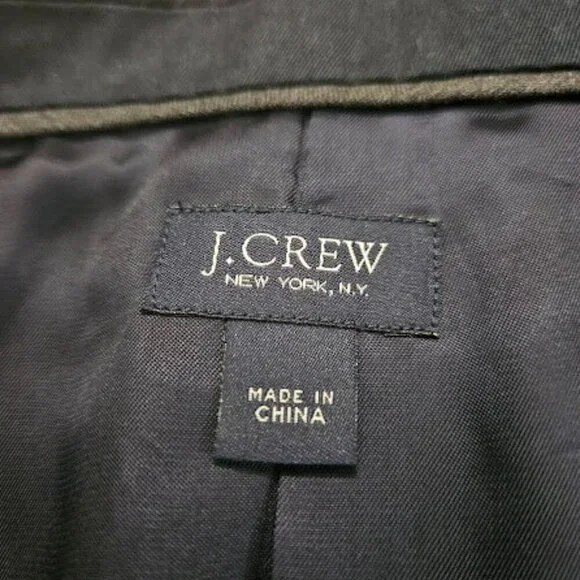 J.CREW
NEW YORK, N.Y.
MADE IN
CHINA